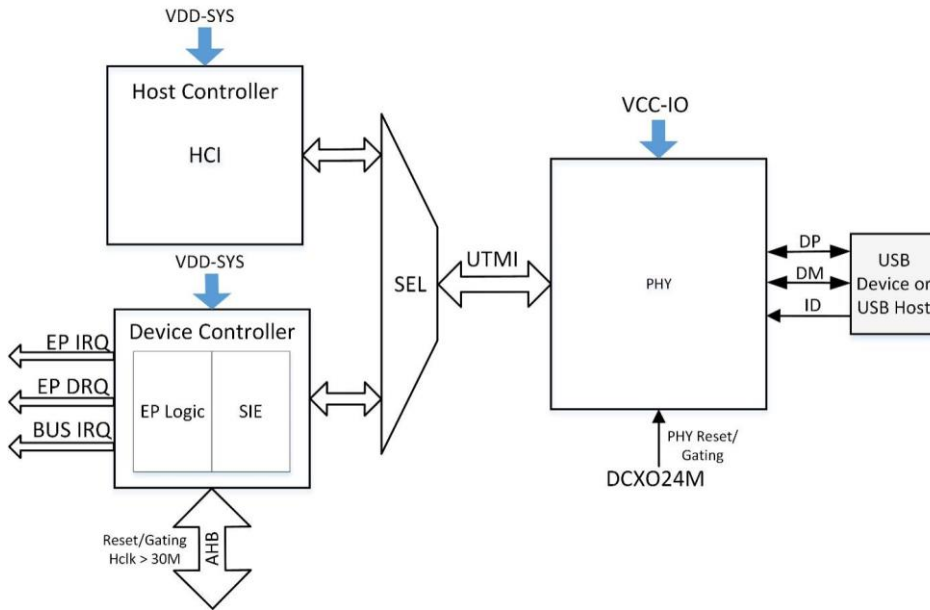 VDD-SYS
Host Controller
HCI
VCC-IO
PHY
DP
DM
ID
USB
Device or
USB Host
UTMI
SEL
VDD-SYS
Device Controller
EP Logic
SIE
EP IRQ
EP DRQ
BUS IRQ
PHY Reset/
Gating
DCXO24M
Reset/Gating
Hclk > 30M
AHB